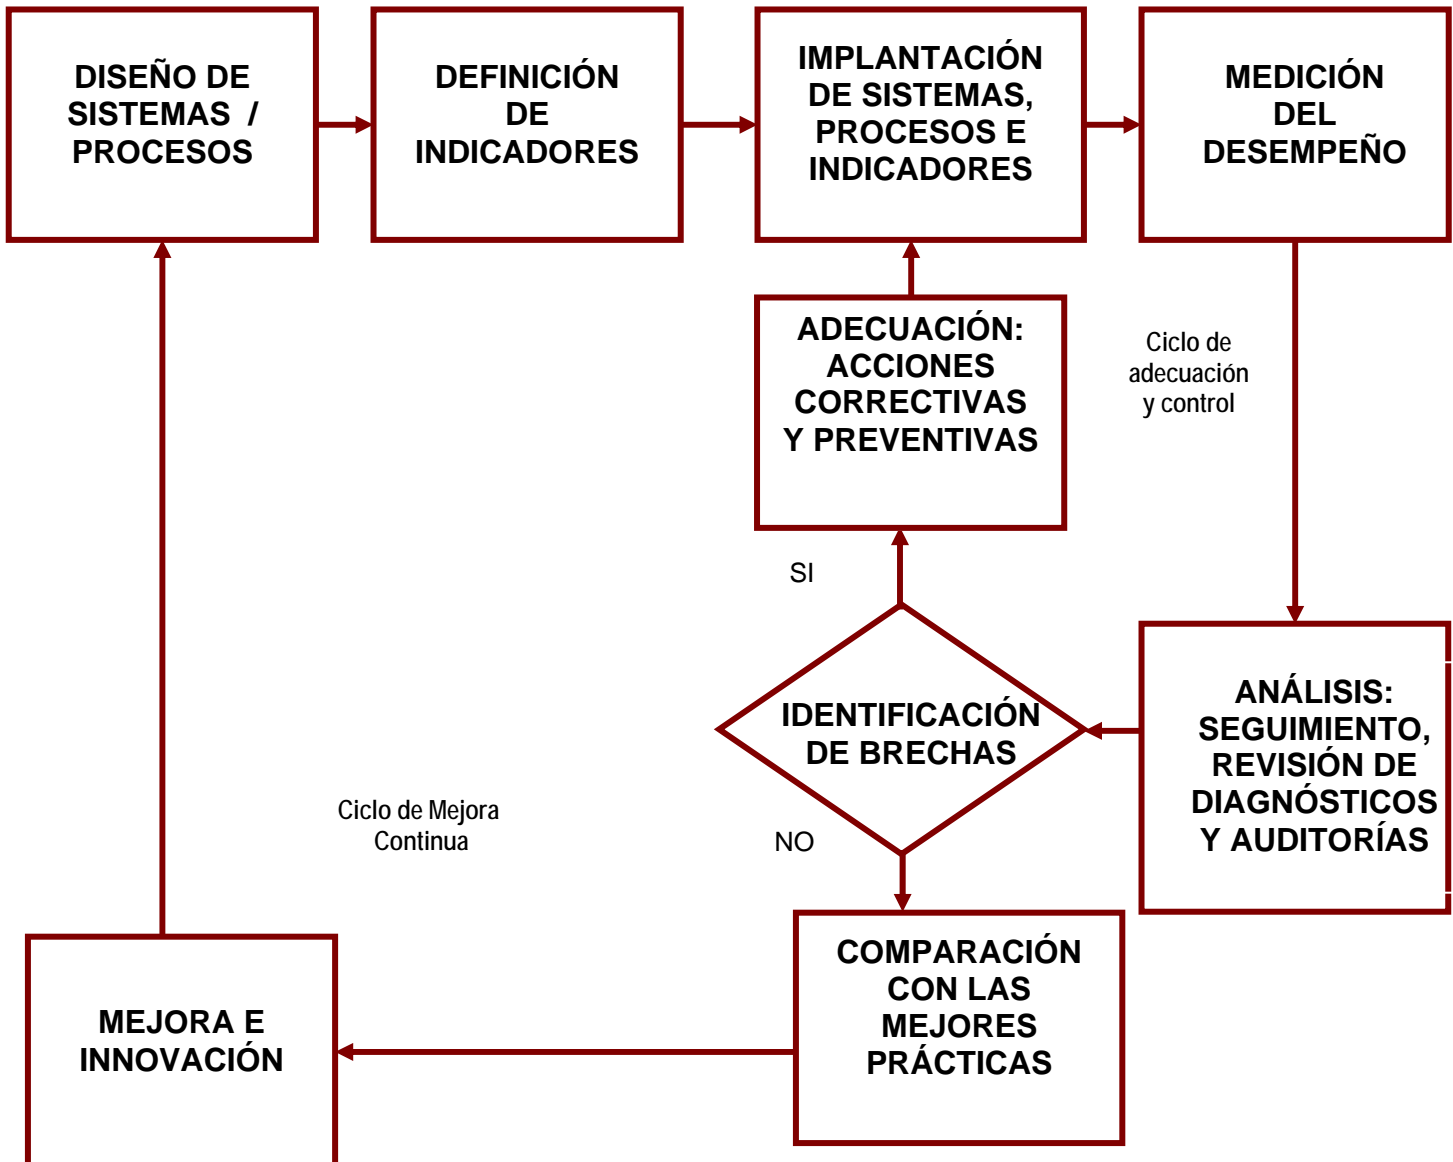 DISEÑO DE
SISTEMAS /
PROCESOS
DEFINICIÓN
DE
INDICADORES
IMPLANTACIÓN
DE SISTEMAS,
PROCESOS E
INDICADORES
MEDICIÓN
DEL
DESEMPEÑO
ADECUACIÓN:
ACCIONES
CORRECTIVAS
Y PREVENTIVAS
Ciclo de
adecuación
y control
SI
IDENTIFICACIÓN
DE BRECHAS
ANÁLISIS:
SEGUIMIENTO,
REVISIÓN DE
DIAGNÓSTICOS
Y AUDITORÍAS
Ciclo de Mejora
Continua
NO
COMPARACIÓN
CON LAS
MEJORES
PRÁCTICAS
MEJORA E
INNOVACIÓN